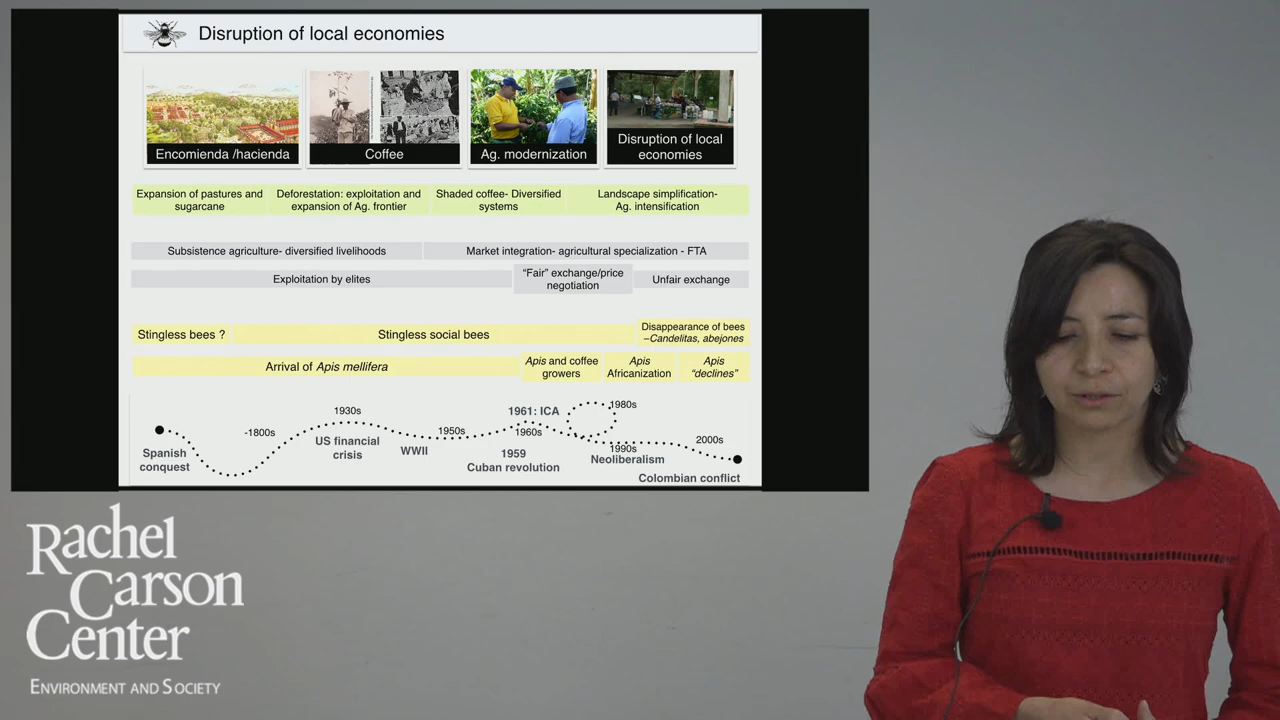 Disruption of local economies
Encomienda /hacienda
Coffee
Ag. modernization
Disruption of local
economies
Expansion of pastures and
sugarcane
Deforestation: exploitation and
expansion of Ag. frontier
Shaded coffee- Diversified
systems
Landscape simplification-
Ag. intensification
Subsistence agriculture- diversified livelihoods
Market integration- agricultural specialization - FTA
Exploitation by elites
“Fair” exchange/price
negotiation
Unfair exchange
Stingless bees ?
Stingless social bees
Disappearance of bees
–Candelitas, abejones
Arrival of Apis mellifera
Apis and coffee
growers
Apis
Africanization
Apis
“declines”
Spanish
conquest
-1800s
1930s
US financial
crisis
WWII
1950s
1961: ICA
1960s
1959
Cuban revolution
1980s
1990s
Neoliberalism
2000s
Colombian conflict
Rachel
Carson
Center
ENVIRONMENT AND SOCIETY